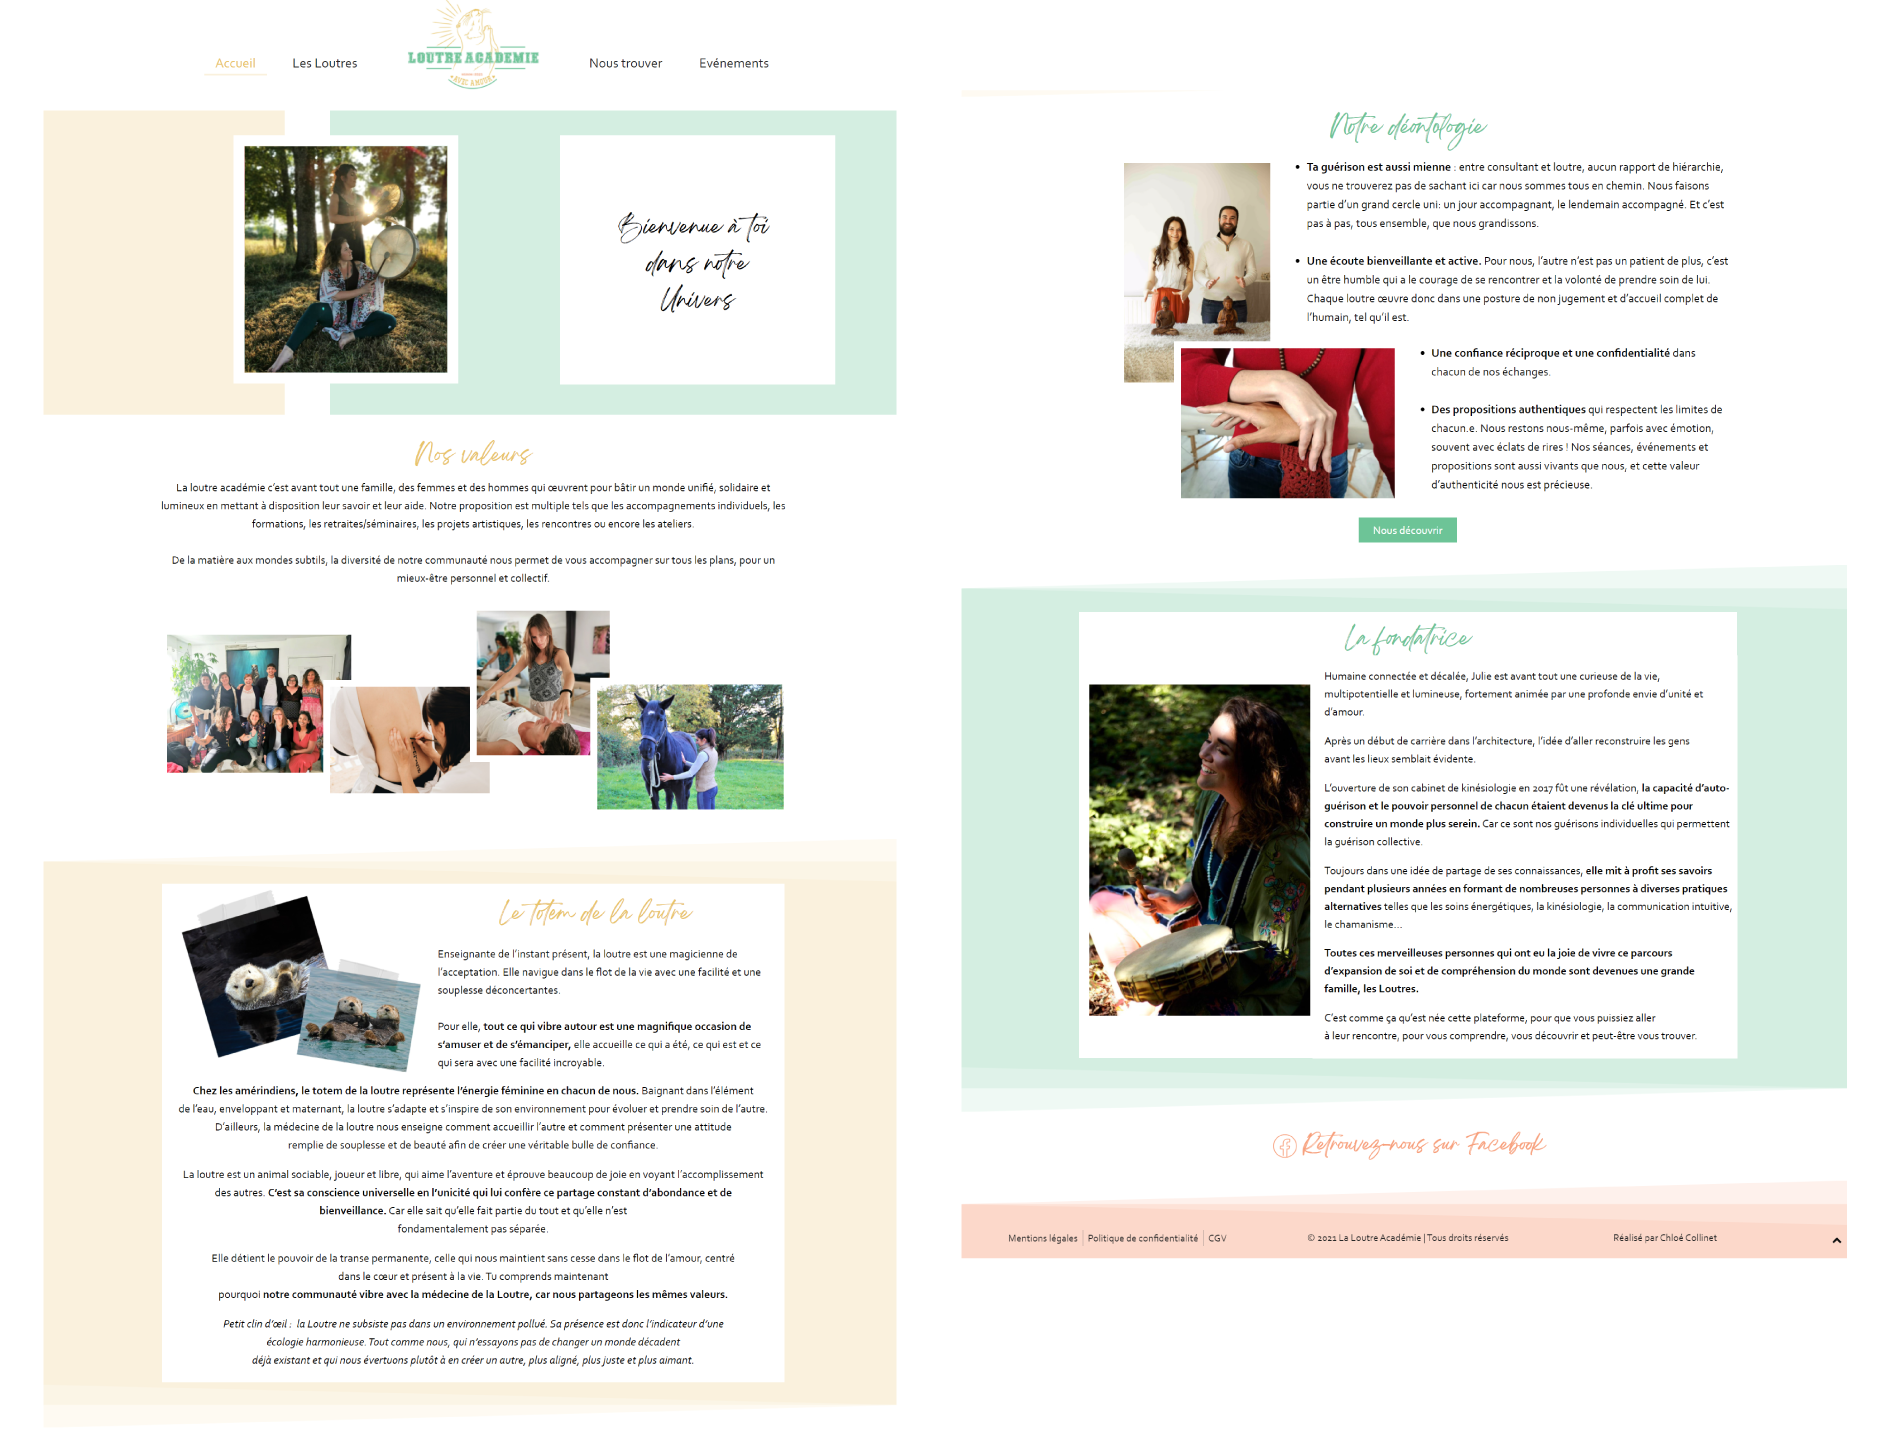 Accueil
Les Loutres
LOUTRE ACADEMIE
AVEC AMOUR
Nous trouver
Evénements
Bienvenue à toi
dans notre
Univers
Nos valeurs
La loutre académie c’est avant tout une famille, des femmes et des hommes qui œuvrent pour bâtir un monde unifié, solidaire et
lumineux en mettant à disposition leur savoir et leur aide. Notre proposition est multiple tels que les accompagnements individuels, les
formations, les retraites/séminaires, les projets artistiques, les rencontres ou encore les ateliers.
De la matière aux mondes subtils, la diversité de notre communauté nous permet de vous accompagner sur tous les plans, pour un
mieux-être personnel et collectif.
Le totem de la loutre
Enseignante de l’instant présent, la loutre est une magicienne de
l’acceptation. Elle navigue dans le flot de la vie avec une facilité et une
souplesse déconcertantes.
Pour elle, tout ce qui vibre autour est une magnifique occasion de
s’amuser et de s’émanciper, elle accueille ce qui a été, ce qui est et ce
qui sera avec une facilité incroyable.
Chez les amérindiens, le totem de la loutre représente l’énergie féminine en chacun de nous. Baignant dans l’élément
de l’eau, enveloppant et maternant, la loutre s’adapte et s’inspire de son environnement pour évoluer et prendre soin de l’autre.
D’ailleurs, la médecine de la loutre nous enseigne comment accueillir l’autre et comment présenter une attitude
remplie de souplesse et de beauté afin de créer une véritable bulle de confiance.
La loutre est un animal sociable, joueur et libre, qui aime l’aventure et éprouve beaucoup de joie en voyant l’accomplissement
des autres. C’est sa conscience universelle en l’unicité qui lui confère ce partage constant d’abondance et de
bienveillance. Car elle sait qu’elle fait partie du tout et qu’elle n’est
fondamentalement pas séparée.
Elle détient le pouvoir de la transe permanente, celle qui nous maintient sans cesse dans le flot de l’amour, centré
dans le cœur et présent à la vie. Tu comprends maintenant
pourquoi notre communauté vibre avec la médecine de la Loutre, car nous partageons les mêmes valeurs.
Petit clin d’œil : la Loutre ne subsiste pas dans un environnement pollué. Sa présence est donc l’indicateur d’une
écologie harmonieuse. Tout comme nous, qui n’essayons pas de changer un monde décadent
déjà existant et qui nous évertuons plutôt à en créer un autre, plus aligné, plus juste et plus aimant.
Notre déontologie
• Ta guérison est aussi mienne : entre consultant et loutre, aucun rapport de hiérarchie,
vous ne trouverez pas de sachant ici car nous sommes tous en chemin. Nous faisons
partie d’un grand cercle uni: un jour accompagnant, le lendemain accompagné. Et c’est
pas à pas, tous ensemble, que nous grandissons.
• Une écoute bienveillante et active. Pour nous, l’autre n’est pas un patient de plus, c’est
un être humble qui a le courage de se rencontrer et la volonté de prendre soin de lui.
Chaque loutre œuvre donc dans une posture de non jugement et d’accueil complet de
l’humain, tel qu’il est.
• Une confiance réciproque et une confidentialité dans
chacun de nos échanges.
• Des propositions authentiques qui respectent les limites de
chacun.e. Nous restons nous-même, parfois avec émotion,
souvent avec éclats de rires ! Nos séances, événements et
propositions sont aussi vivants que nous, et cette valeur
d’authenticité nous est précieuse.
Nous découvrir
La fondatrice
Humaine connectée et décalée, Julie est avant tout une curieuse de la vie,
multipotentielle et lumineuse, fortement animée par une profonde envie d’unité et
d’amour.
Après un début de carrière dans l’architecture, l’idée d’aller reconstruire les gens
avant les lieux semblait évidente.
L’ouverture de son cabinet de kinésiologie en 2017 fût une révélation, la capacité d’auto-
guérison et le pouvoir personnel de chacun étaient devenus la clé ultime pour
construire un monde plus serein. Car ce sont nos guérisons individuelles qui permettent
la guérison collective.
Toujours dans une idée de partage de ses connaissances, elle mit à profit ses savoirs
pendant plusieurs années en formant de nombreuses personnes à diverses pratiques
alternatives telles que les soins énergétiques, la kinésiologie, la communication intuitive,
le chamanisme…
Toutes ces merveilleuses personnes qui ont eu la joie de vivre ce parcours
d’expansion de soi et de compréhension du monde sont devenues une grande
famille, les Loutres.
C’est comme ça qu’est née cette plateforme, pour que vous puissiez aller
à leur rencontre, pour vous comprendre, vous découvrir et peut-être vous trouver.
Retrouvez-nous sur Facebook
Mentions légales | Politique de confidentialité | CGV
© 2021 La Loutre Académie | Tous droits réservés
Réalisé par Chloé Collinet